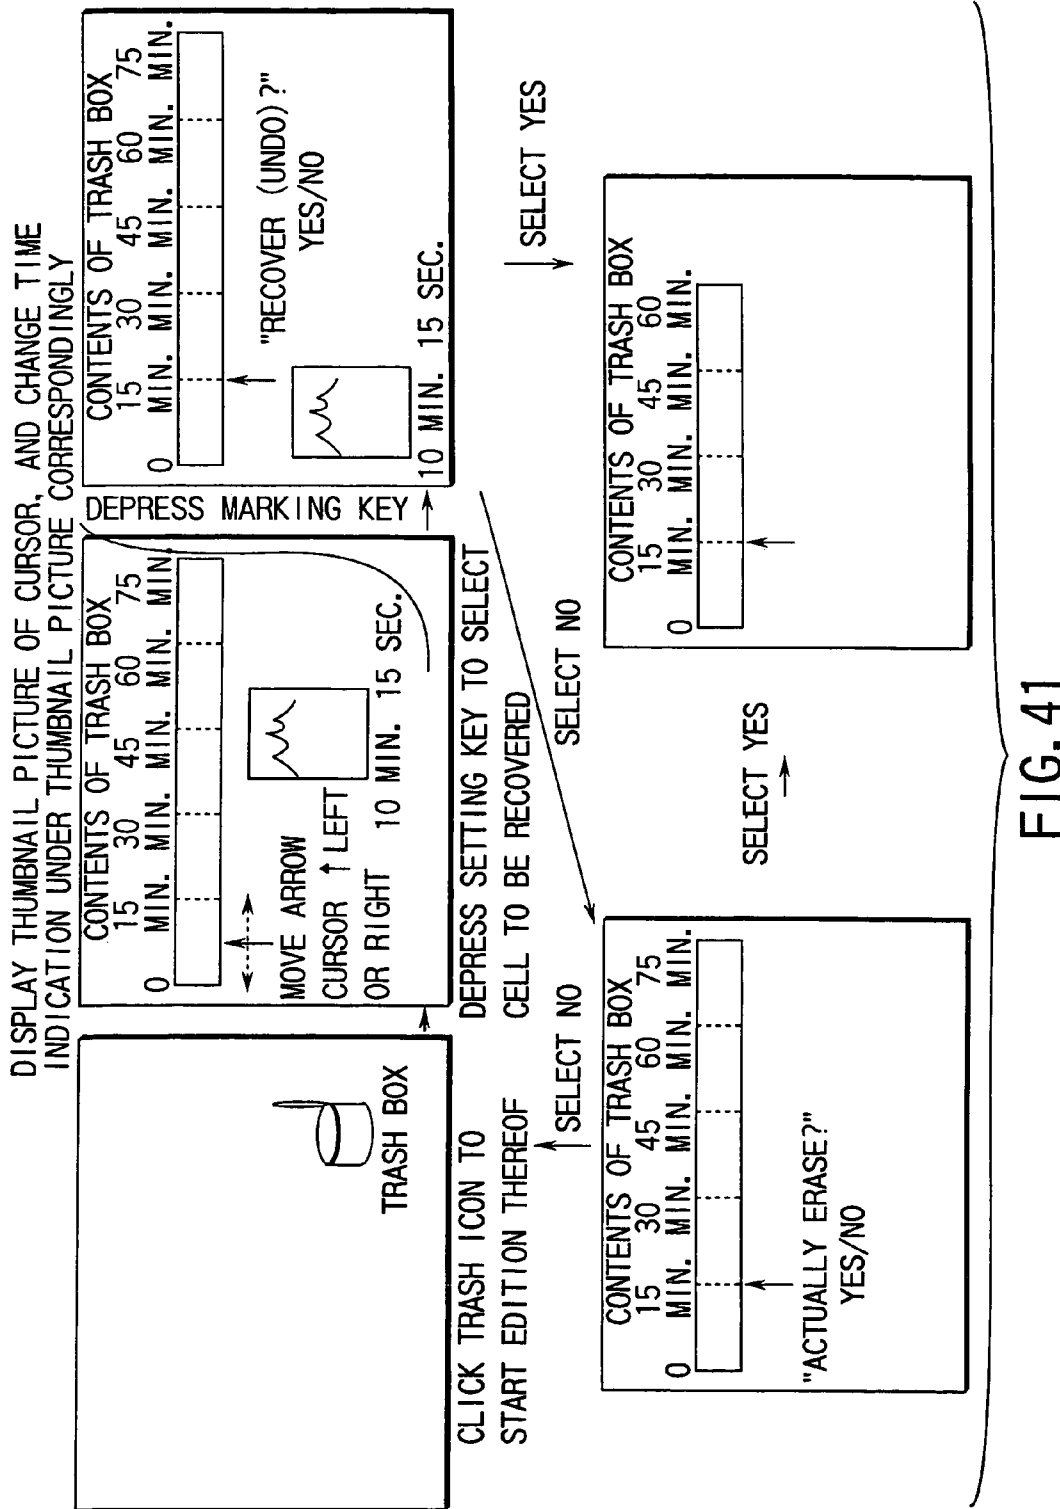 DISPLAY THUMBNAIL PICTURE OF CURSOR, AND CHANGE TIME
INDICATION UNDER THUMBNAIL PICTURE CORRESPONDINGLY
TRASH BOX
CLICK TRASH ICON TO
START EDITION THEREOF
CONTENTS OF TRASH BOX
15 30 45 60 75
0 MIN. MIN. MIN. MIN. MIN.
MOVE ARROW
CURSOR ↑ LEFT
OR RIGHT
10 MIN. 15 SEC.
DEPRESS SETTING KEY TO SELECT
CELL TO BE RECOVERED
DEPRESS MARKING KEY
CONTENTS OF TRASH BOX
15 30 45 60 75
0 MIN. MIN. MIN. MIN. MIN.
"RECOVER (UNDO)?"
YES/NO
10 MIN. 15 SEC.
SELECT YES
SELECT NO
SELECT NO
CONTENTS OF TRASH BOX
15 30 45 60 75
0 MIN. MIN. MIN. MIN. MIN.
"ACTUALLY ERASE?"
YES/NO
SELECT YES
CONTENTS OF TRASH BOX
15 30 45 60
0 MIN. MIN. MIN. MIN.
FIG. 41